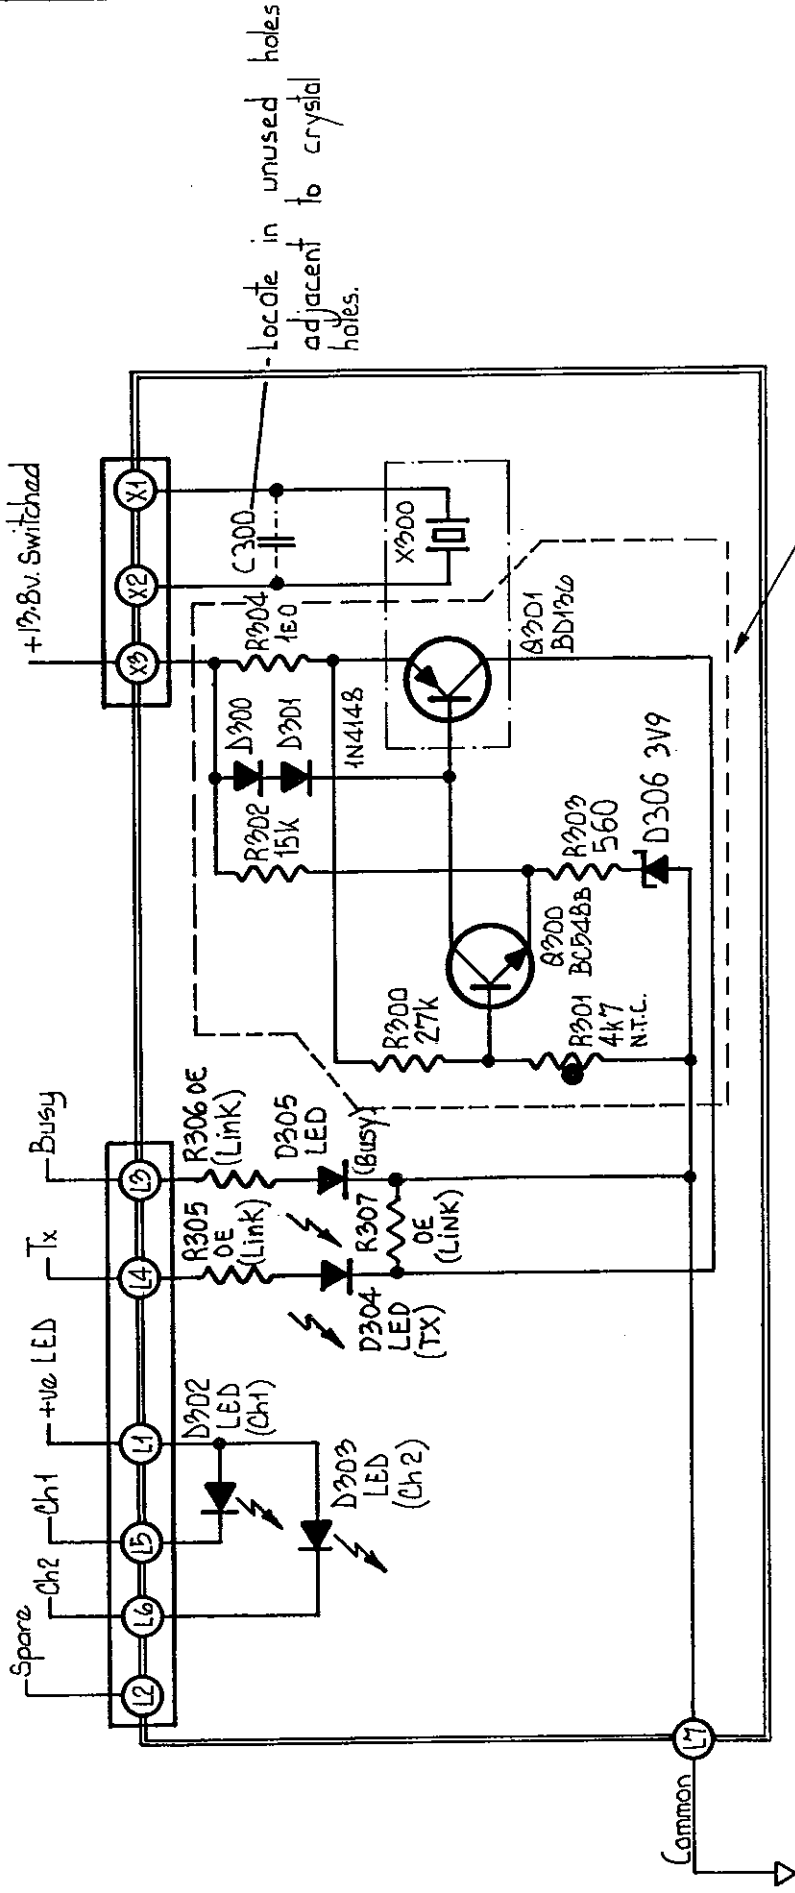 Spare
Ch2
Ch1
+ve LED
Tx
Busy
+13.8v. Switched
L2
L6
L5
L1
L4
L3
X3
X2
X1
D302
LED
(Ch1)
D303
LED
(Ch2)
R305
0E
(Link)
R306 0E
(Link)
D305
LED
(Busy)
D304
LED
(TX)
R307
0E
(LINK)
R300
27K
R301
4K7
N.T.C.
Q300
BC548B
R302
15K
R303
560
D306 3V9
D300
D301
1N4148
R304
1E0
Q301
BD136
C300
X300
Locate in unused holes
adjacent to crystal
holes.
Common
L7